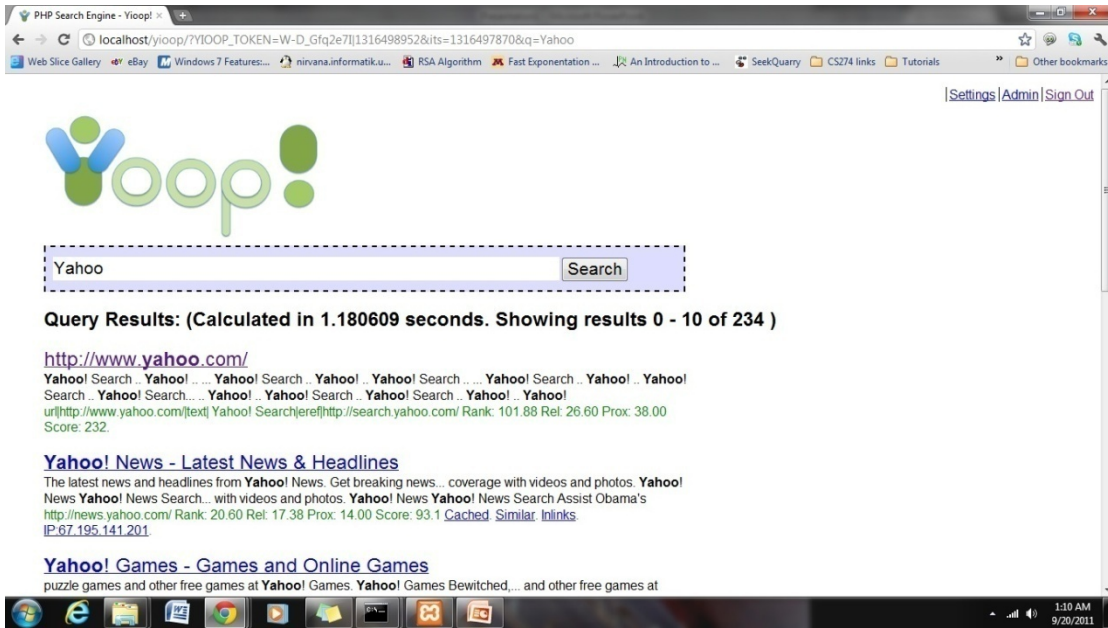 PHP Search Engine - Yioop!
localhost/yioop/?YIOOP_TOKEN=W-D_Gfq2e7I|1316498952&its=1316497870&q=Yahoo
Web Slice Gallery eBay Windows 7 Features:... nirvana.informatik.u... RSA Algorithm Fast Exponentation ... An Introduction to ... SeekQuarry CS274 links Tutorials » Other bookmarks
|Settings|Admin|Sign Out
Yioop!
Yahoo Search
Query Results: (Calculated in 1.180609 seconds. Showing results 0 - 10 of 234 )
http://www.yahoo.com/
Yahoo! Search .. Yahoo! .. ... Yahoo! Search .. Yahoo! .. Yahoo! Search .. ... Yahoo! Search .. Yahoo! .. Yahoo!
Search .. Yahoo! Search... .. Yahoo! .. Yahoo! Search .. Yahoo! Search .. Yahoo! .. Yahoo!
url|http://www.yahoo.com/|text| Yahoo! Search|eref|http://search.yahoo.com/ Rank: 101.88 Rel: 26.60 Prox: 38.00
Score: 232.
Yahoo! News - Latest News & Headlines
The latest news and headlines from Yahoo! News. Get breaking news... coverage with videos and photos. Yahoo!
News Yahoo! News Search... with videos and photos. Yahoo! News Yahoo! News Search Assist Obama's
http://news.yahoo.com/ Rank: 20.60 Rel: 17.38 Prox: 14.00 Score: 93.1 Cached. Similar. Inlinks.
IP:67.195.141.201.
Yahoo! Games - Games and Online Games
puzzle games and other free games at Yahoo! Games. Yahoo! Games Bewitched,... and other free games at
1:10 AM
9/20/2011